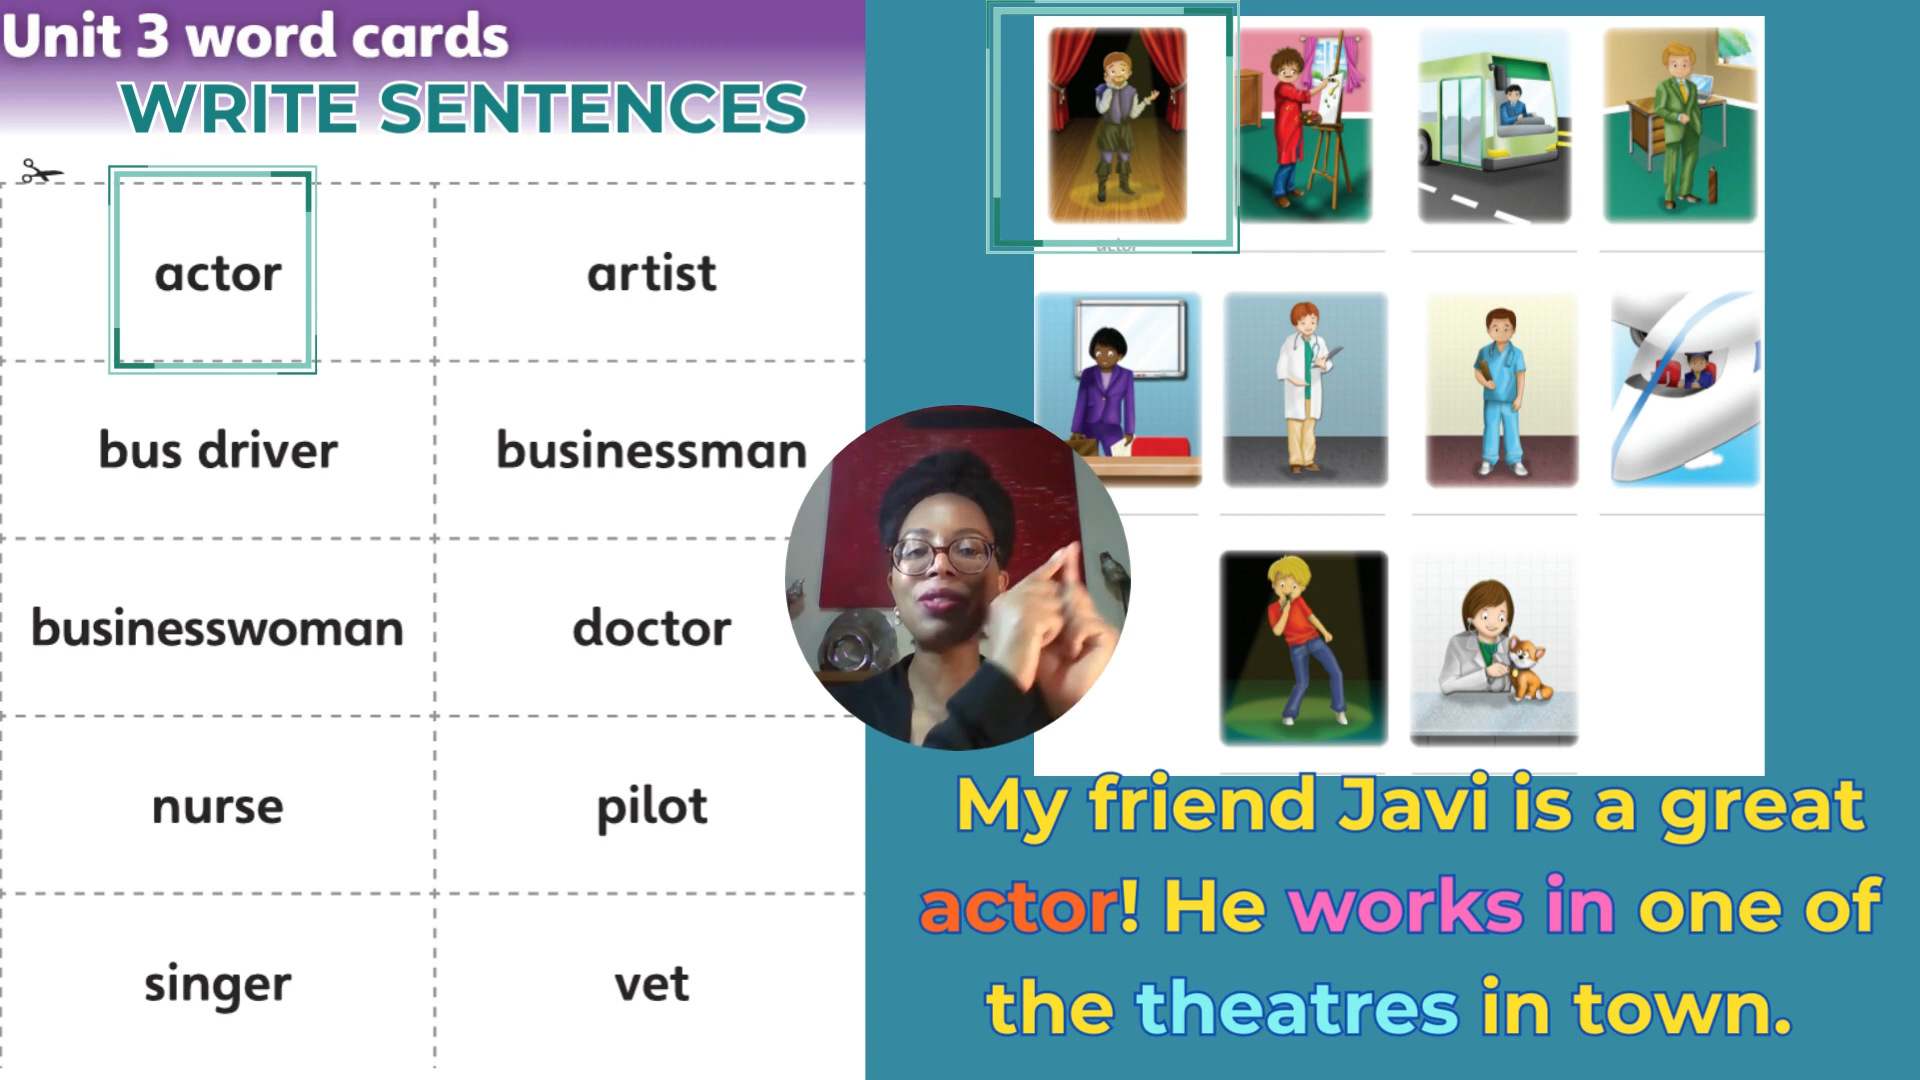 Unit 3 word cards
WRITE SENTENCES
actor
artist
bus driver
businessman
businesswoman
doctor
nurse
pilot
singer
vet
actor
My friend Javi is a great
actor! He works in one of
the theatres in town.